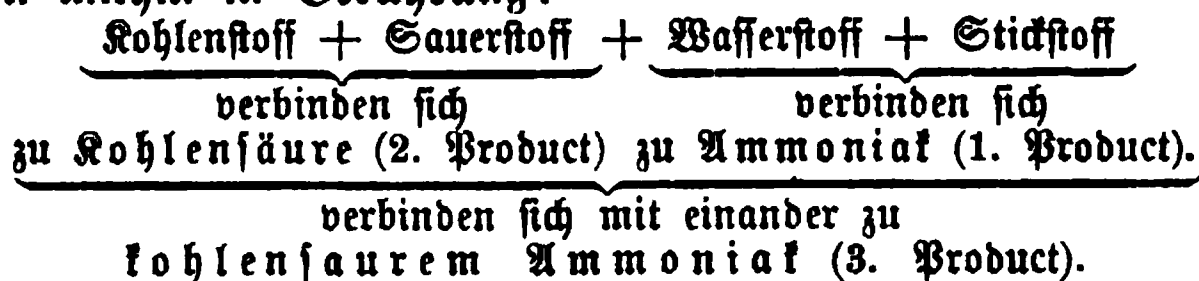 Kohlenstoff + Sauerstoff + Wasserstoff + Stickstoff
verbinden sich verbinden sich
zu Kohlensäure (2. Product) zu Ammoniak (1. Product).
verbinden sich mit einander zu
kohlensaurem Ammoniak (3. Product).